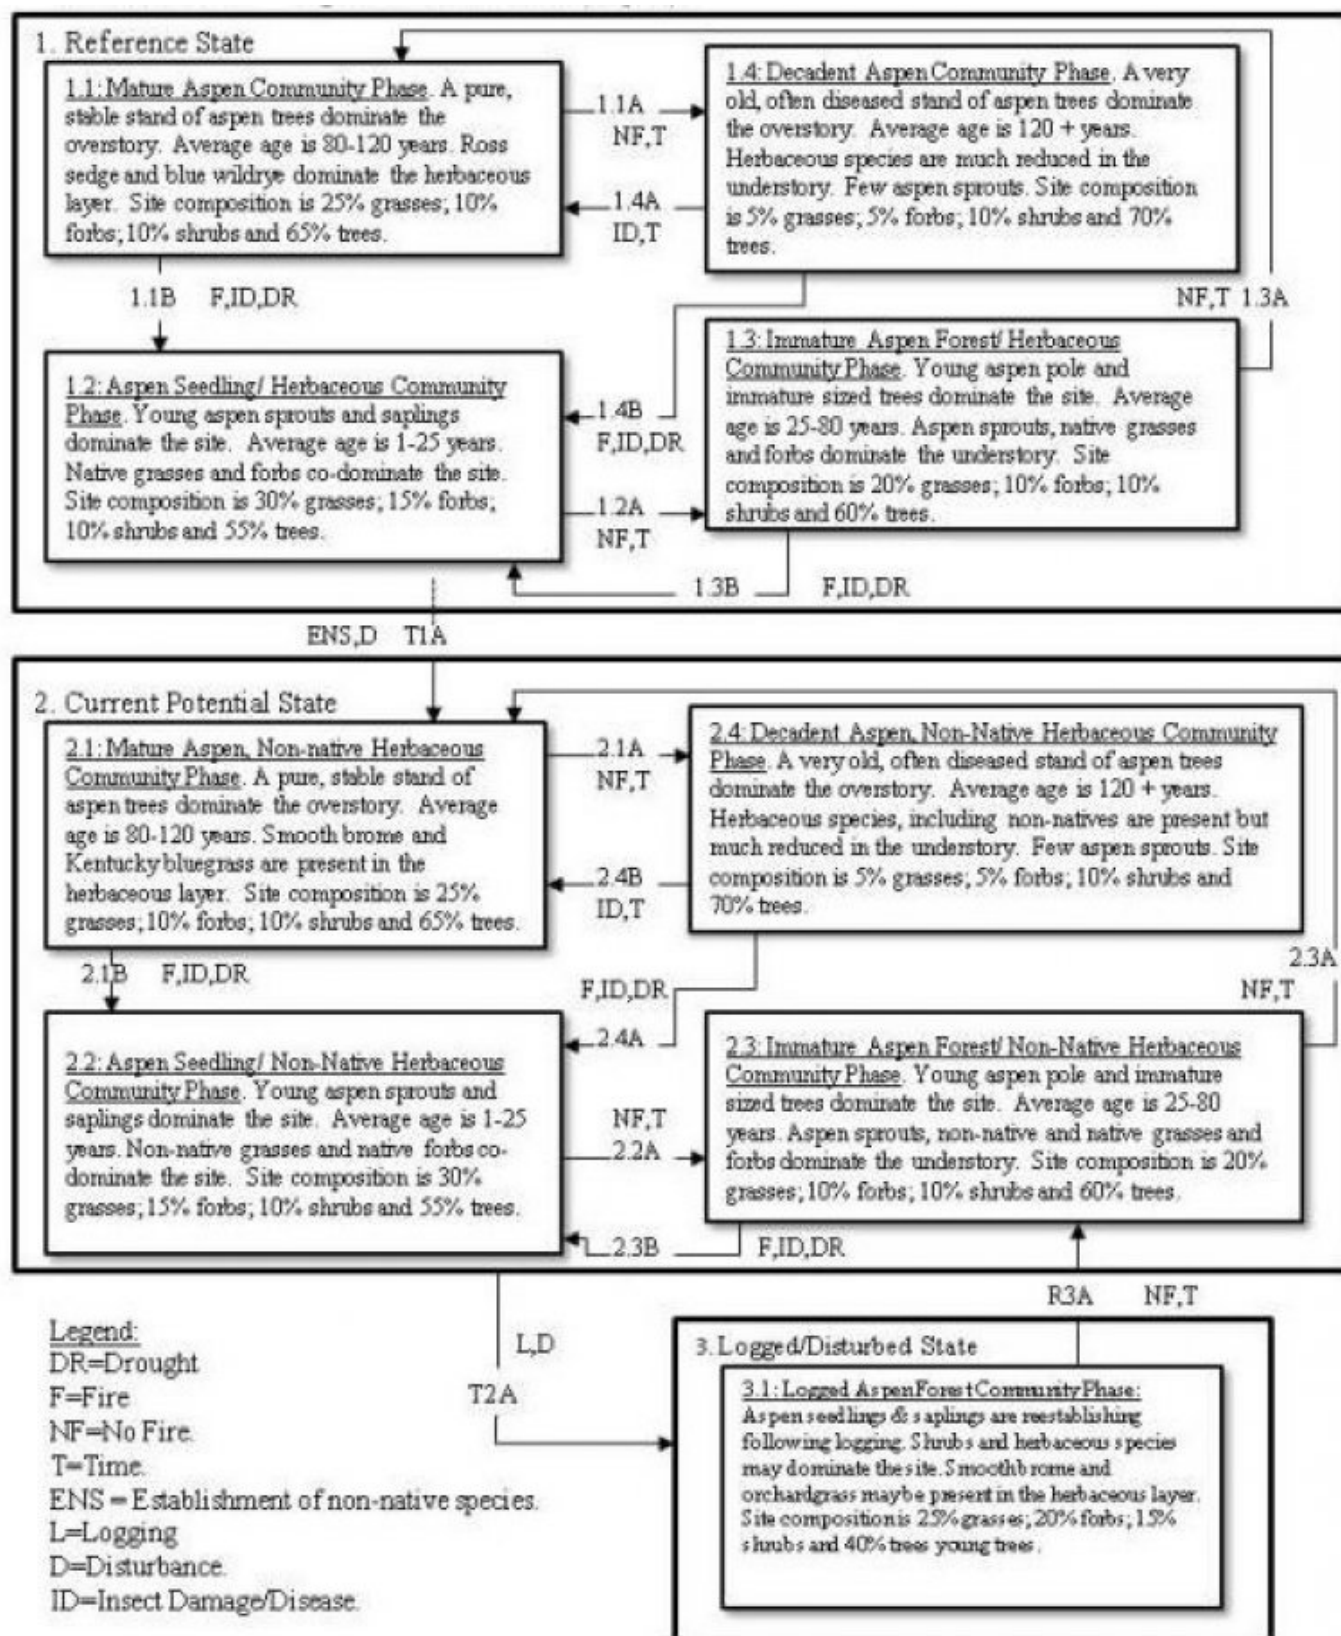 1. Reference State
1.1: Mature Aspen Community Phase. A pure,
stable stand of aspen trees dominate the
overstory. Average age is 80-120 years. Ross
sedge and blue wildrye dominate the herbaceous
layer. Site composition is 25% grasses; 10%
forbs; 10% shrubs and 65% trees.
1.1A
NF,T
1.4A
ID,T
1.4: Decadent Aspen Community Phase. A very
old, often diseased stand of aspen trees dominate
the overstory. Average age is 120 + years.
Herbaceous species are much reduced in the
understory. Few aspen sprouts. Site composition
is 5% grasses; 5% forbs; 10% shrubs and 70%
trees.
1.1B F,ID,DR
NF,T 1.3A
1.2: Aspen Seedling/ Herbaceous Community
Phase. Young aspen sprouts and saplings
dominate the site. Average age is 1-25 years.
Native grasses and forbs co-dominate the site.
Site composition is 30% grasses; 15% forbs;
10% shrubs and 55% trees.
1.4B
F,ID,DR
1.2A
NF,T
1.3: Immature Aspen Forest/ Herbaceous
Community Phase. Young aspen pole and
immature sized trees dominate the site. Average
age is 25-80 years. Aspen sprouts, native grasses
and forbs dominate the understory. Site
composition is 20% grasses; 10% forbs; 10%
shrubs and 60% trees.
1.3B F,ID,DR
ENS,D T1A
2. Current Potential State
2.1: Mature Aspen, Non-native Herbaceous
Community Phase. A pure, stable stand of
aspen trees dominate the overstory. Average
age is 80-120 years. Smooth brome and
Kentucky bluegrass are present in the
herbaceous layer. Site composition is 25%
grasses; 10% forbs; 10% shrubs and 65% trees.
2.1A
NF,T
2.4B
ID,T
2.4: Decadent Aspen, Non-Native Herbaceous Community
Phase. A very old, often diseased stand of aspen trees
dominate the overstory. Average age is 120 + years.
Herbaceous species, including non-natives are present but
much reduced in the understory. Few aspen sprouts. Site
composition is 5% grasses; 5% forbs; 10% shrubs and
70% trees.
2.1B F,ID,DR
F,ID,DR
2.4A
2.3A
NF,T
2.2: Aspen Seedling/ Non-Native Herbaceous
Community Phase. Young aspen sprouts and
saplings dominate the site. Average age is 1-25
years. Non-native grasses and native forbs co-
dominate the site. Site composition is 30%
grasses; 15% forbs; 10% shrubs and 55% trees.
NF,T
2.2A
2.3: Immature Aspen Forest/ Non-Native Herbaceous
Community Phase. Young aspen pole and immature
sized trees dominate the site. Average age is 25-80
years. Aspen sprouts, non-native and native grasses and
forbs dominate the understory. Site composition is 20%
grasses; 10% forbs; 10% shrubs and 60% trees.
2.3B F,ID,DR
L,D
T2A
R3A NF,T
3. Logged/Disturbed State
3.1: Logged Aspen Forest Community Phase:
Aspen seedlings & saplings are reestablishing
following logging. Shrubs and herbaceous species
may dominate the site. Smooth brome and
orchardgrass maybe present in the herbaceous layer.
Site composition is 25% grasses; 20% forbs; 15%
shrubs and 40% trees young trees.
Legend:
DR=Drought
F=Fire
NF=No Fire.
T=Time.
ENS = Establishment of non-native species.
L=Logging
D=Disturbance.
ID=Insect Damage/Disease.